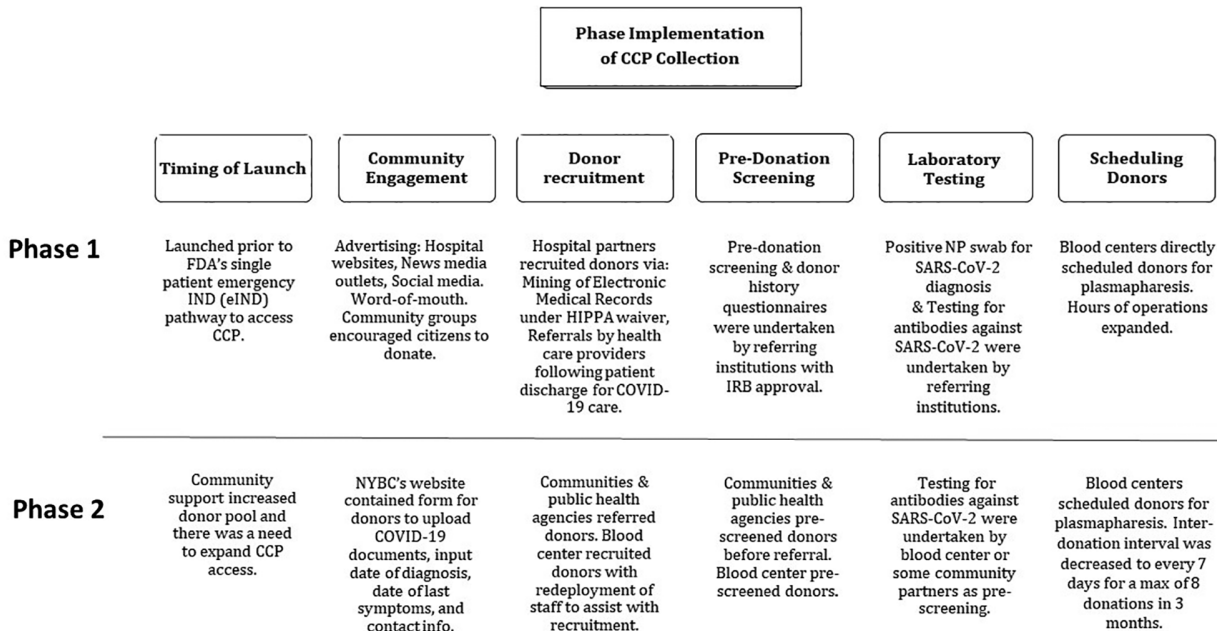 Phase Implementation
of CCP Collection
Timing of Launch
Community
Engagement
Donor
recruitment
Pre-Donation
Screening
Laboratory
Testing
Scheduling
Donors
Phase 1
Launched prior to
FDA's single
patient emergency
IND (eIND)
pathway to access
CCP.
Advertising: Hospital
websites, News media
outlets, Social media.
Word-of-mouth.
Community groups
encouraged citizens to
donate.
Hospital partners
recruited donors via:
Mining of Electronic
Medical Records
under HIPPA waiver,
Referrals by health
care providers
following patient
discharge for COVID-
19 care.
Pre-donation
screening & donor
history
questionnaires
were undertaken
by referring
institutions with
IRB approval.
Positive NP swab for
SARS-CoV-2
diagnosis
& Testing for
antibodies against
SARS-CoV-2 were
undertaken by
referring
institutions.
Blood centers directly
scheduled donors for
plasmapharesis.
Hours of operations
expanded.
Phase 2
Community
support increased
donor pool and
there was a need
to expand CCP
access.
NYBC's website
contained form for
donors to upload
COVID-19
documents, input
date of diagnosis,
date of last
symptoms, and
contact info.
Communities &
public health
agencies referred
donors. Blood
center recruited
donors with
redeployment of
staff to assist with
recruitment.
Communities &
public health
agencies pre-
screened donors
before referral.
Blood center pre-
screened donors.
Testing for
antibodies against
SARS-CoV-2 were
undertaken by
blood center or
some community
partners as pre-
screening.
Blood centers
scheduled donors for
plasmapharesis. Inter-
donation interval was
decreased to every 7
days for a max of 8
donations in 3
months.